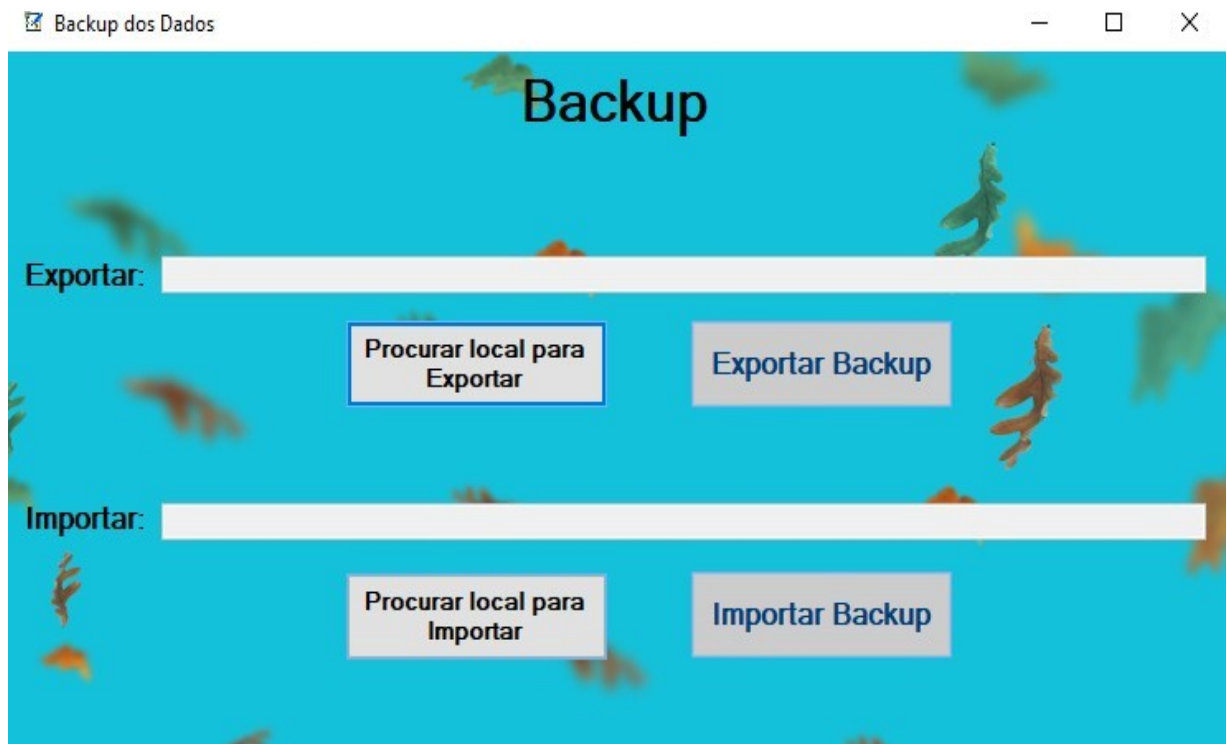 Backup dos Dados
Backup
Exportar:
Procurar local para
Exportar
Exportar Backup
Importar:
Procurar local para
Importar
Importar Backup